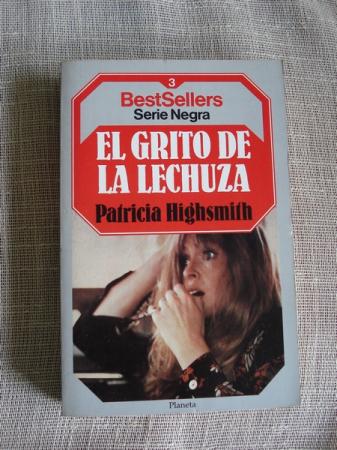 3
BestSellers
Serie Negra
EL GRITO DE
LA LECHUZA
Patricia Highsmith
Planeta